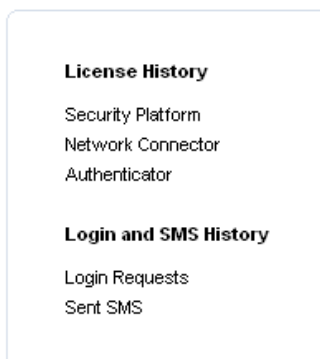 License History
Security Platform
Network Connector
Authenticator
Login and SMS History
Login Requests
Sent SMS